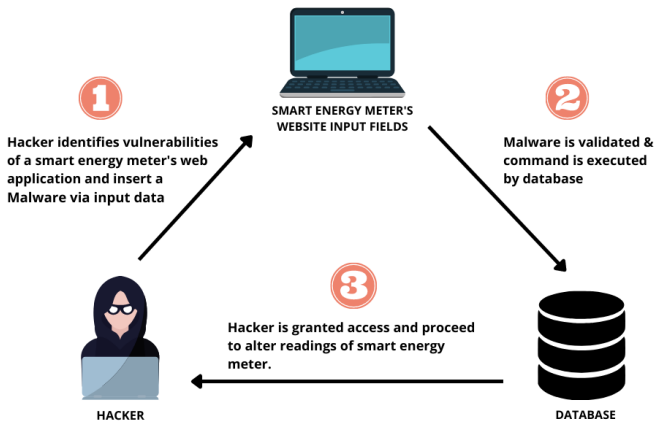 SMART ENERGY METER'S
WEBSITE INPUT FIELDS
1
Hacker identifies vulnerabilities
of a smart energy meter's web
application and insert a
Malware via input data
2
Malware is validated &
command is executed
by database
3
Hacker is granted access and proceed
to alter readings of smart energy
meter.
HACKER
DATABASE